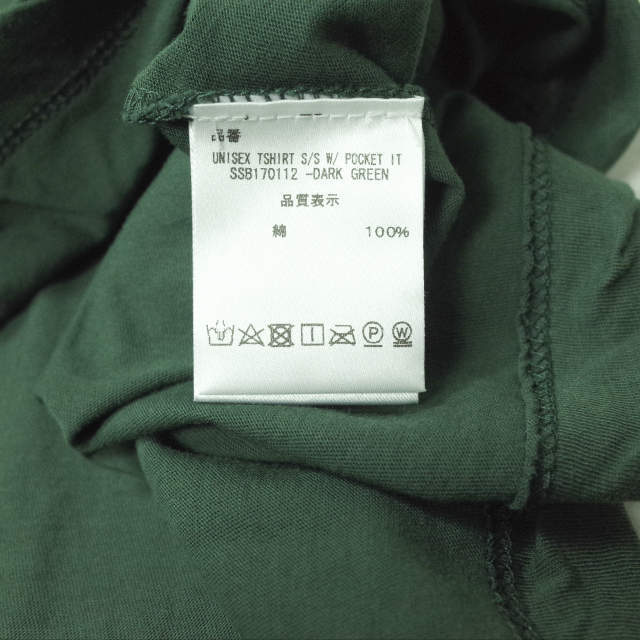 品番
UNISEX TSHIRT S/S W/ POCKET IT
SSB170112 -DARK GREEN
品質表示
綿 100%
P W